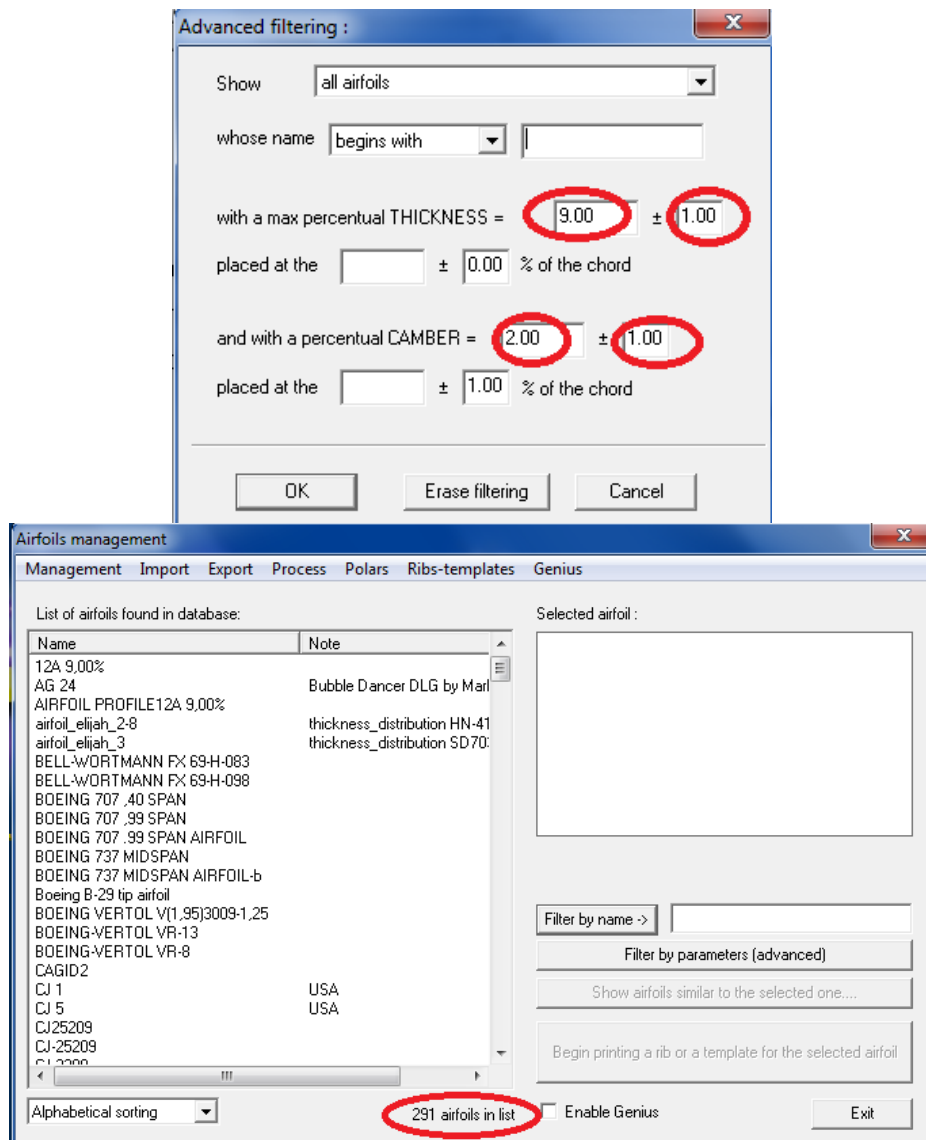 Advanced filtering :
Show all airfoils
whose name begins with
with a max percentual THICKNESS = 9.00 ± 1.00
placed at the ± 0.00 % of the chord
and with a percentual CAMBER = 2.00 ± 1.00
placed at the ± 1.00 % of the chord
OK Erase filtering Cancel
Airfoils management
Management Import Export Process Polars Ribs-templates Genius
List of airfoils found in database:
Name Note
12A 9,00%
AG 24 Bubble Dancer DLG by Marl
AIRFOIL PROFILE12A 9,00%
airfoil_elijah_2-8 thickness_distribution HN-41
airfoil_elijah_3 thickness_distribution SD70
BELL-WORTMANN FX 69-H-083
BELL-WORTMANN FX 69-H-098
BOEING 707 ,40 SPAN
BOEING 707 ,99 SPAN
BOEING 707 .99 SPAN AIRFOIL
BOEING 737 MIDSPAN
BOEING 737 MIDSPAN AIRFOIL-b
Boeing B-29 tip airfoil
BOEING VERTOL V(1,95)3009-1,25
BOEING-VERTOL VR-13
BOEING-VERTOL VR-8
CAGID2
CJ 1 USA
CJ 5 USA
CJ25209
CJ-25209
Alphabetical sorting
291 airfoils in list
Selected airfoil :
Filter by name ->
Filter by parameters (advanced)
Show airfoils similar to the selected one....
Begin printing a rib or a template for the selected airfoil
Enable Genius
Exit